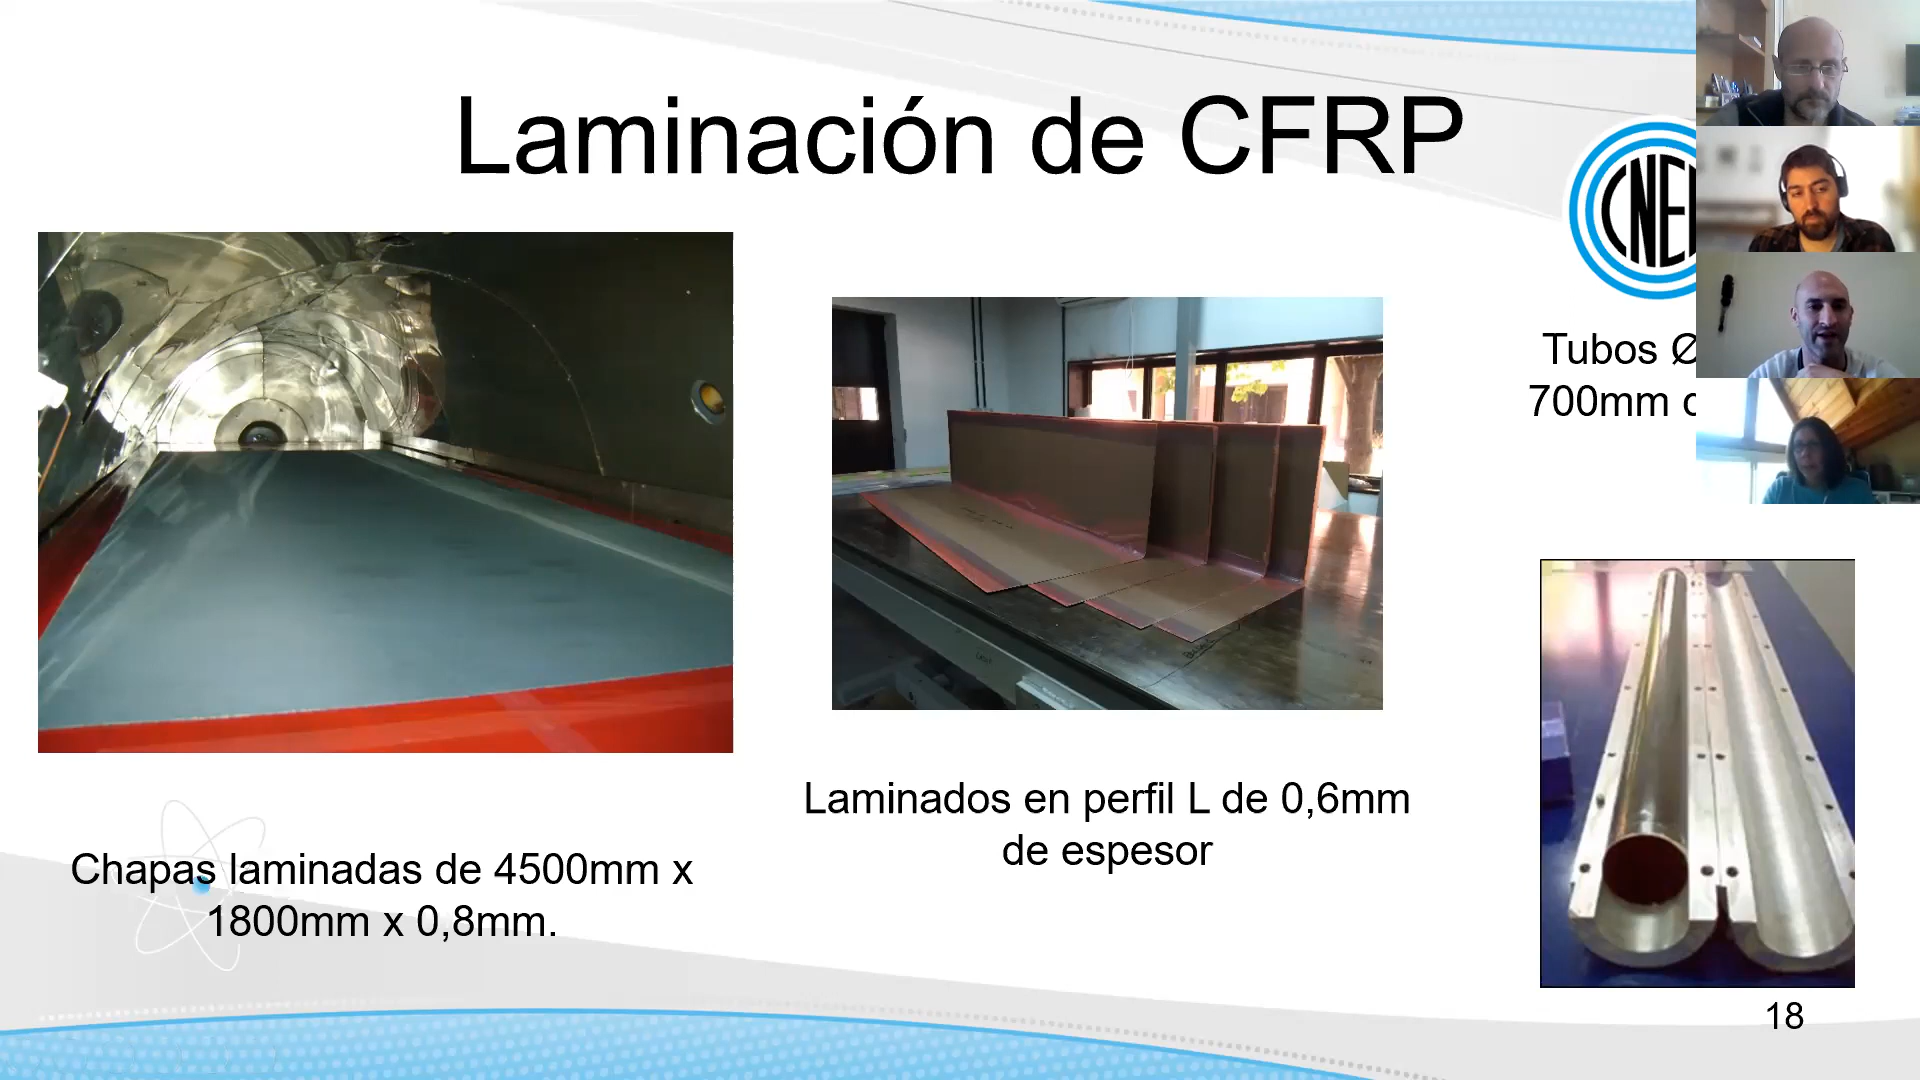 Laminación de CFRP
Tubos Ø
700mm
Laminados en perfil L de 0,6mm
de espesor
Chapas laminadas de 4500mm x
1800mm x 0,8mm.
18